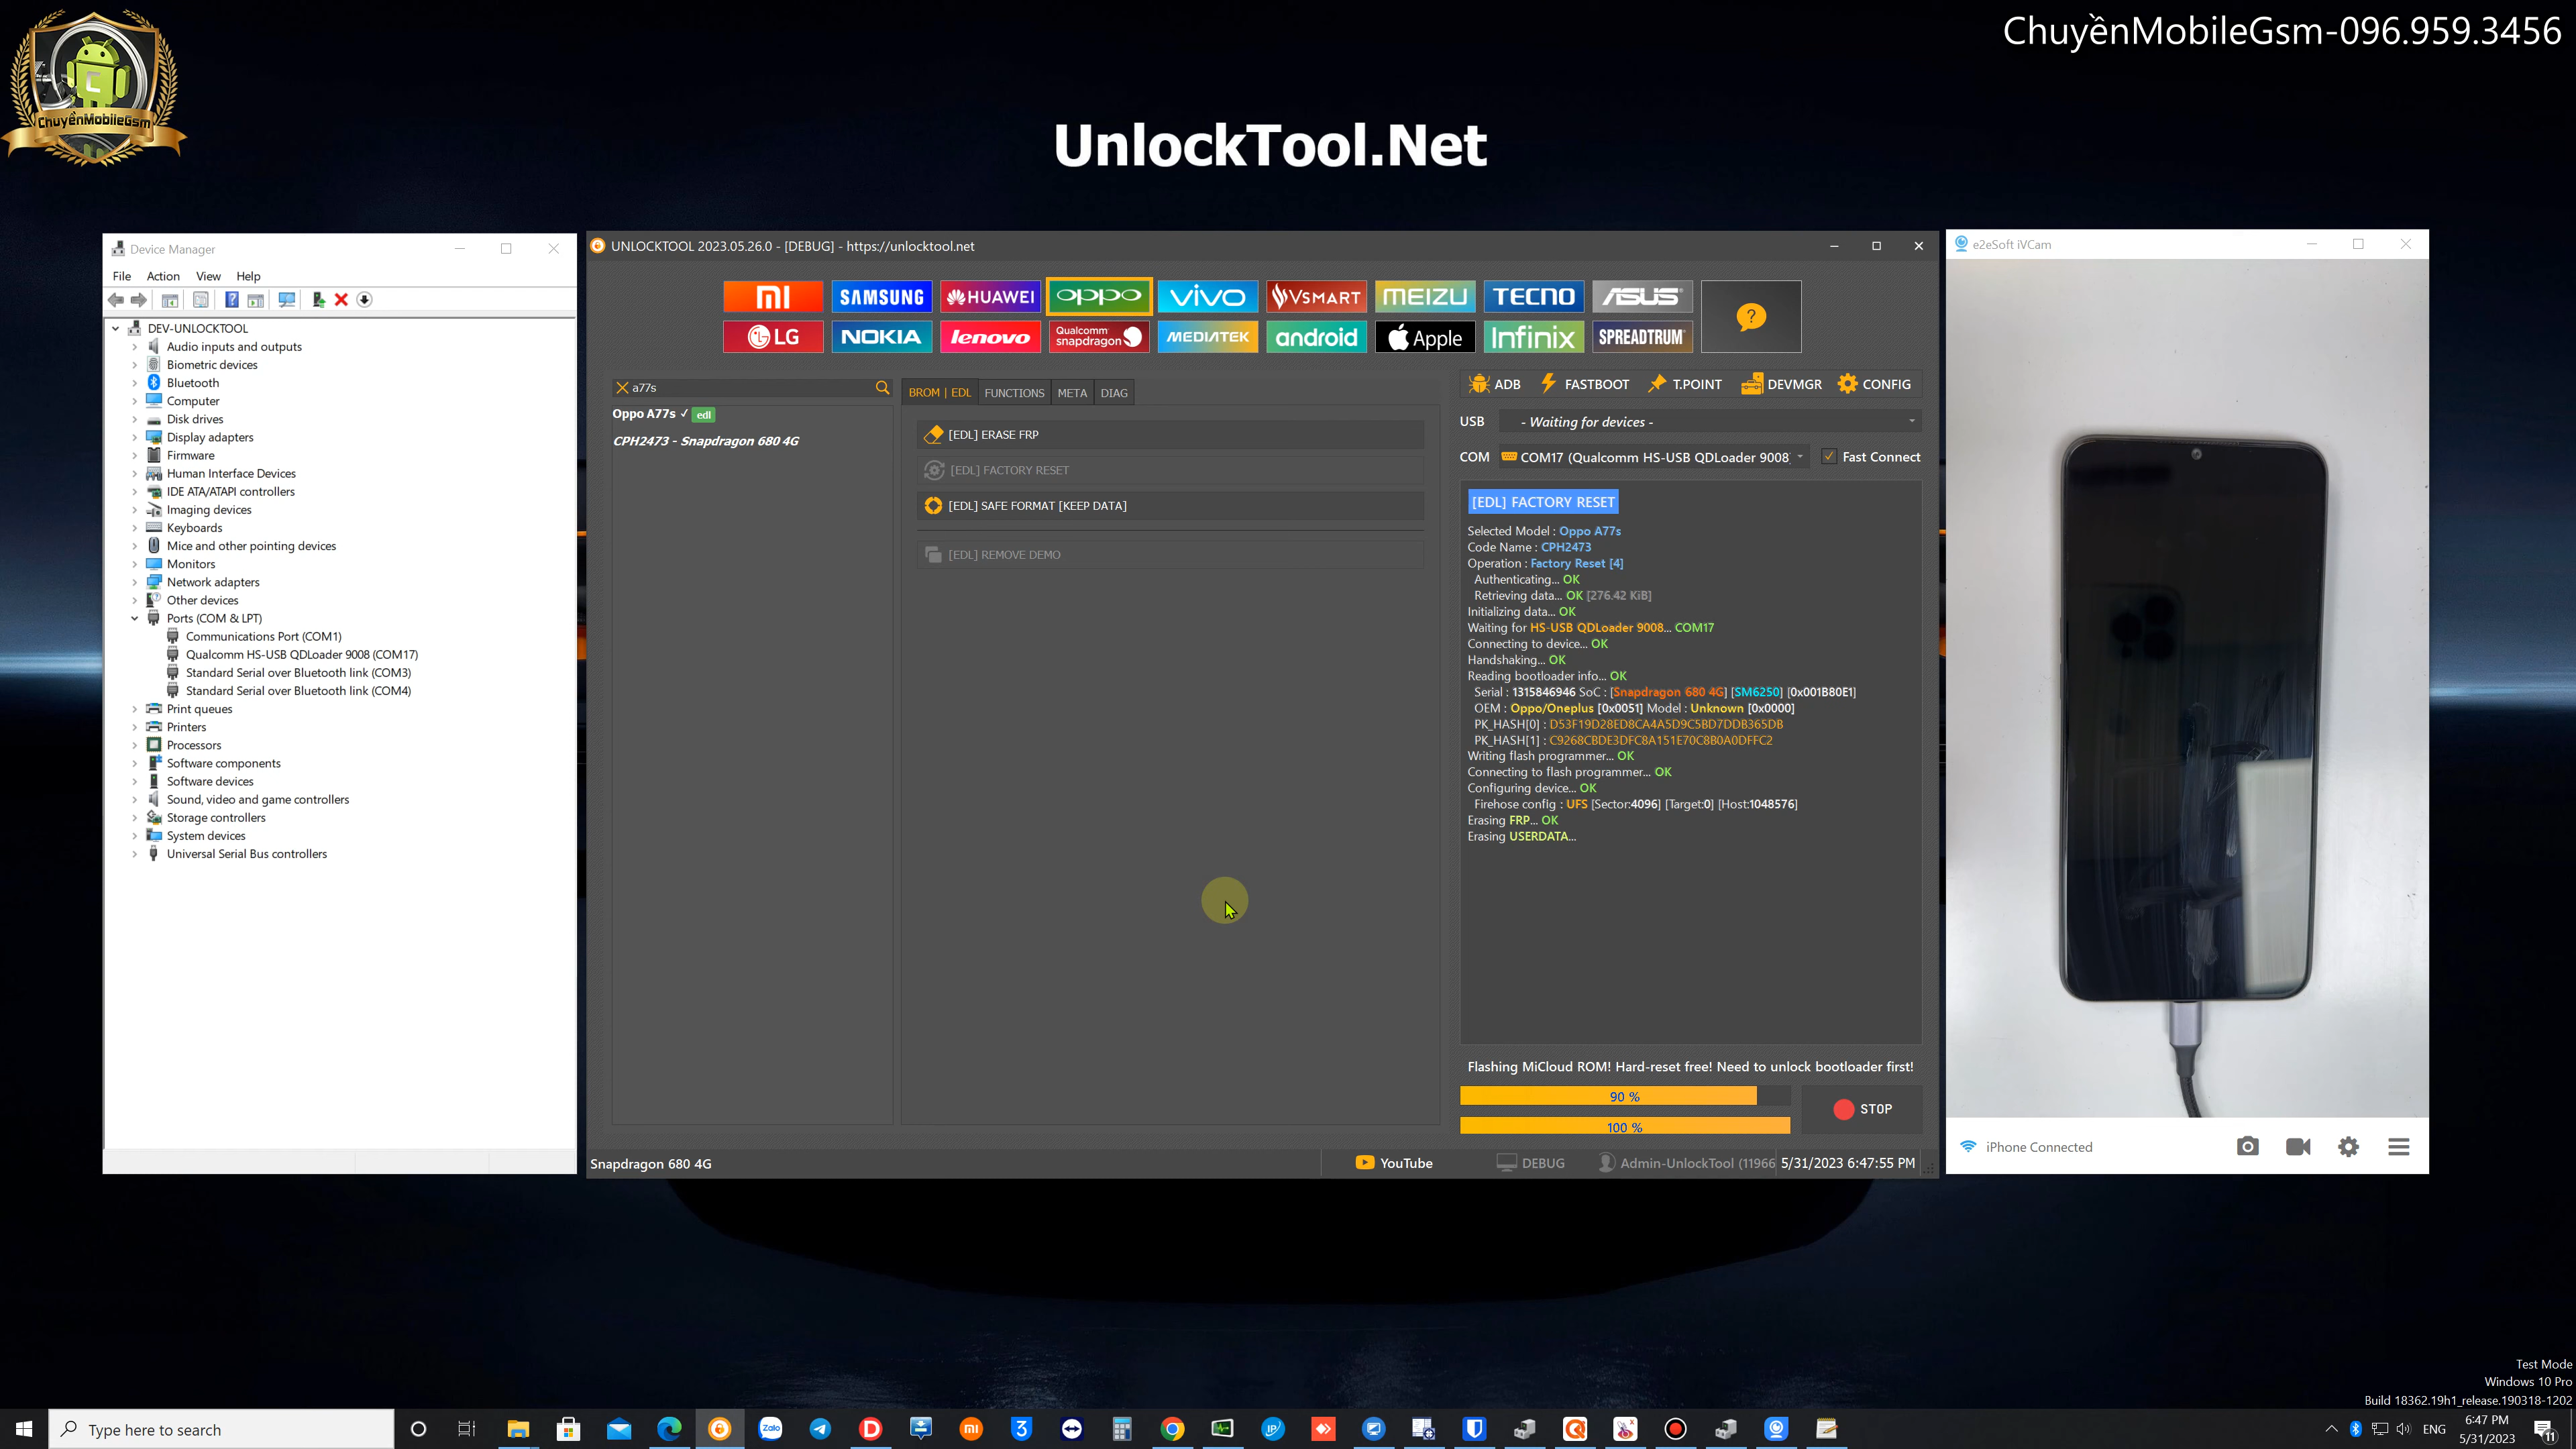 ChuyềnMobileGsm-096.959.3456
C
ChuyềnMobileGsm
UnlockTool.Net
Device Manager
File Action View Help
DEV-UNLOCKTOOL
Audio inputs and outputs
Biometric devices
Bluetooth
Computer
Disk drives
Display adapters
Firmware
Human Interface Devices
IDE ATA/ATAPI controllers
Imaging devices
Keyboards
Mice and other pointing devices
Monitors
Network adapters
Other devices
Ports (COM & LPT)
Communications Port (COM1)
Qualcomm HS-USB QDLoader 9008 (COM17)
Standard Serial over Bluetooth link (COM3)
Standard Serial over Bluetooth link (COM4)
Print queues
Printers
Processors
Software components
Software devices
Sound, video and game controllers
Storage controllers
System devices
Universal Serial Bus controllers
UNLOCKTOOL 2023.05.26.0 - [DEBUG] - https://unlocktool.net
MI SAMSUNG HUAWEI oppo vivo VSMART MEIZU TECNO ASUS ?
LG NOKIA lenovo Qualcomm snapdragon MEDIATEK android Apple Infinix SPREADTRUM
a77s
Oppo A77s ✓ edl
CPH2473 - Snapdragon 680 4G
BROM | EDL FUNCTIONS META DIAG
[EDL] ERASE FRP
[EDL] FACTORY RESET
[EDL] SAFE FORMAT [KEEP DATA]
[EDL] REMOVE DEMO
ADB FASTBOOT T.POINT DEVMGR CONFIG
USB - Waiting for devices -
COM COM17 (Qualcomm HS-USB QDLoader 9008) Fast Connect
[EDL] FACTORY RESET
Selected Model : Oppo A77s
Code Name : CPH2473
Operation : Factory Reset [4]
Authenticating... OK
Retrieving data... OK [276.42 KiB]
Initializing data... OK
Waiting for HS-USB QDLoader 9008... COM17
Connecting to device... OK
Handshaking... OK
Reading bootloader info... OK
Serial : 1315846946 SoC : [Snapdragon 680 4G] [SM6250] [0x001B80E1]
OEM : Oppo/Oneplus [0x0051] Model : Unknown [0x0000]
PK_HASH[0] : D53F19D28ED8CA4A5D9C5BD7DDB365DB
PK_HASH[1] : C9268CBDE3DFC8A151E70C8B0A0DFFC2
Writing flash programmer... OK
Connecting to flash programmer... OK
Configuring device... OK
Firehose config : UFS [Sector:4096] [Target:0] [Host:1048576]
Erasing FRP... OK
Erasing USERDATA...
Flashing MiCloud ROM! Hard-reset free! Need to unlock bootloader first!
90 %
100 %
STOP
Snapdragon 680 4G YouTube DEBUG Admin-UnlockTool (11966 5/31/2023 6:47:55 PM
e2eSoft iVCam
iPhone Connected
Test Mode
Windows 10 Pro
Build 18362.19h1_release.190318-1202
Type here to search
Zalo
ENG
6:47 PM
5/31/2023
11